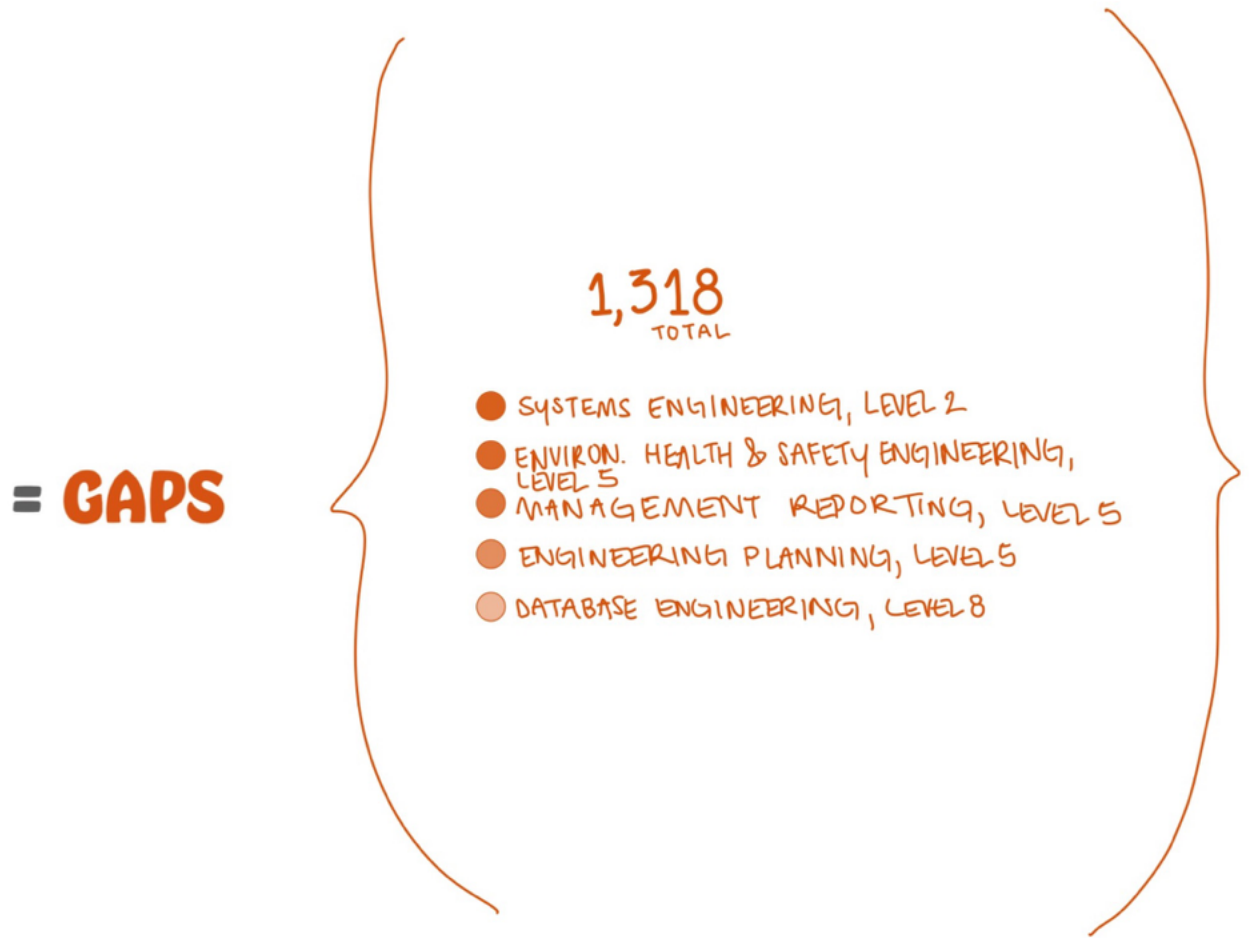 1,318
TOTAL
SYSTEMS ENGINEERING, LEVEL 2
ENVIRON. HEALTH & SAFETY ENGINEERING,
LEVEL 5
= GAPS
MANAGEMENT REPORTING, LEVEL 5
ENGINEERING PLANNING, LEVEL 5
DATABASE ENGINEERING, LEVEL 8